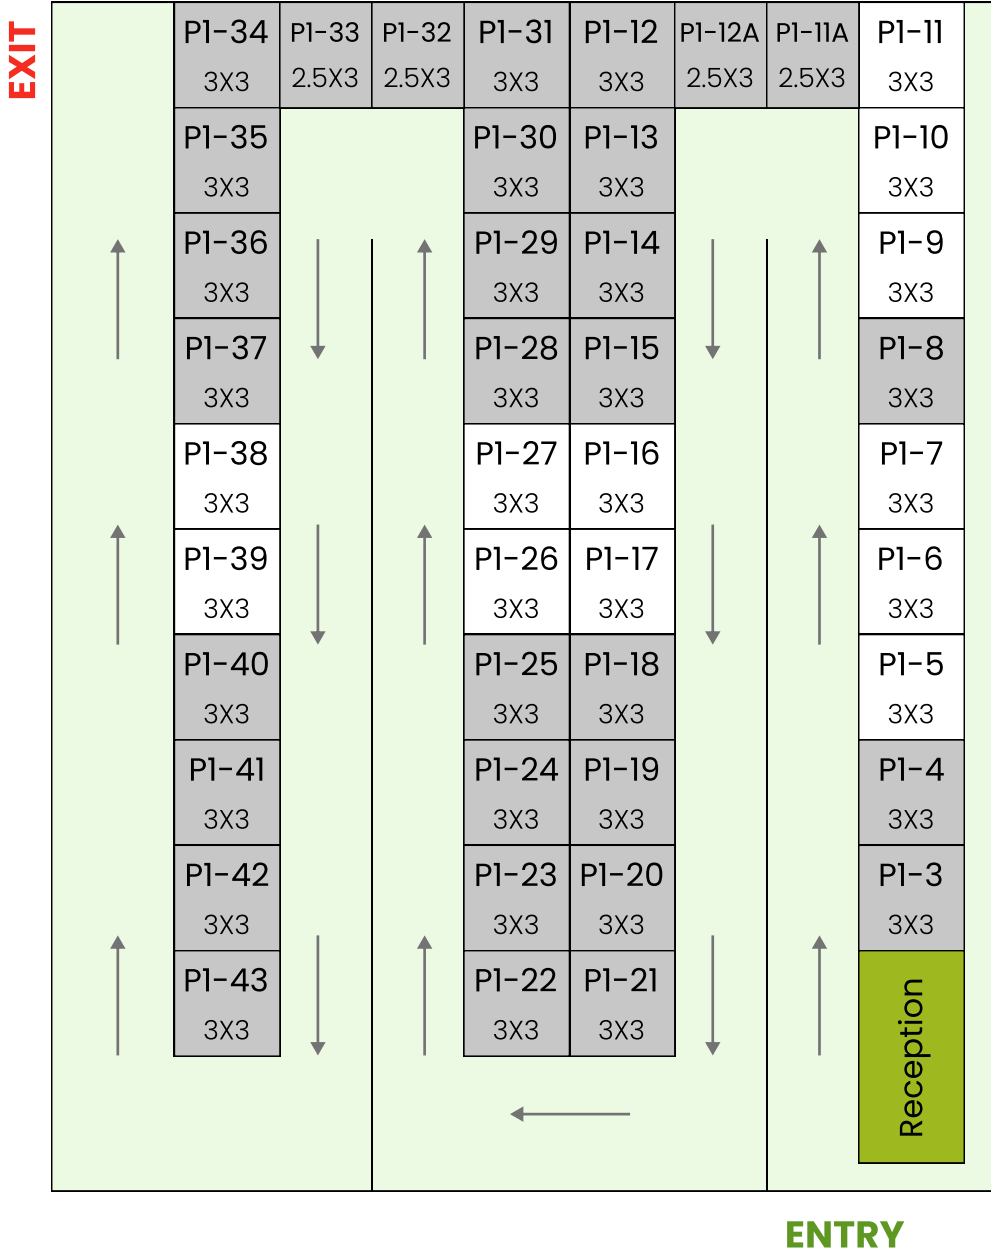 EXIT
P1-34 P1-33 P1-32 P1-31 P1-12 P1-12A P1-11A P1-11
3X3 2.5X3 2.5X3 3X3 3X3 2.5X3 2.5X3 3X3
P1-35 P1-30 P1-13 P1-10
3X3 3X3 3X3 3X3
P1-36 P1-29 P1-14 P1-9
3X3 3X3 3X3 3X3
P1-37 P1-28 P1-15 P1-8
3X3 3X3 3X3 3X3
P1-38 P1-27 P1-16 P1-7
3X3 3X3 3X3 3X3
P1-39 P1-26 P1-17 P1-6
3X3 3X3 3X3 3X3
P1-40 P1-25 P1-18 P1-5
3X3 3X3 3X3 3X3
P1-41 P1-24 P1-19 P1-4
3X3 3X3 3X3 3X3
P1-42 P1-23 P1-20 P1-3
3X3 3X3 3X3 3X3
P1-43 P1-22 P1-21
3X3 3X3 3X3
Reception
ENTRY